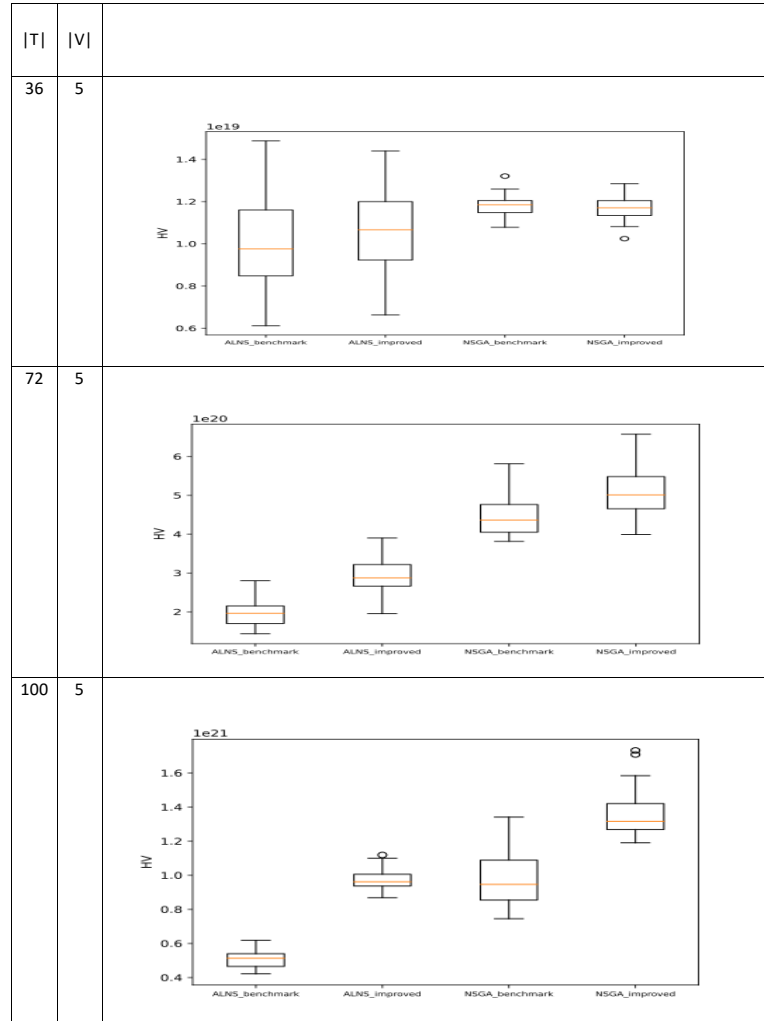 |T| |V|
36 5
1e19
1.4
1.2
1.0
0.8
0.6
HV
ALNS_benchmark ALNS_improved NSGA_benchmark NSGA_improved
72 5
1e20
6
5
4
3
2
HV
ALNS_benchmark ALNS_improved NSGA_benchmark NSGA_improved
100 5
1e21
1.6
1.4
1.2
1.0
0.8
0.6
0.4
HV
ALNS_benchmark ALNS_improved NSGA_benchmark NSGA_improved